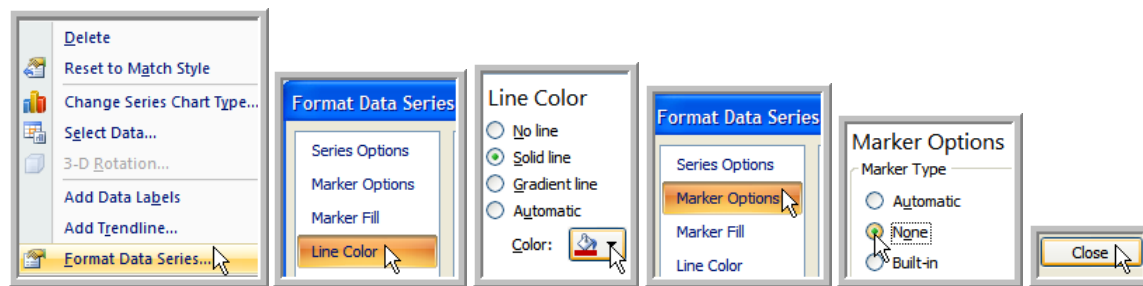 Delete
Reset to Match Style
Change Series Chart Type...
Select Data...
3-D Rotation...
Add Data Labels
Add Trendline...
Format Data Series...
Format Data Series
Series Options
Marker Options
Marker Fill
Line Color
Line Color
No line
Solid line
Gradient line
Automatic
Color:
Format Data Series
Series Options
Marker Options
Marker Fill
Line Color
Marker Options
Marker Type
Automatic
None
Built-in
Close